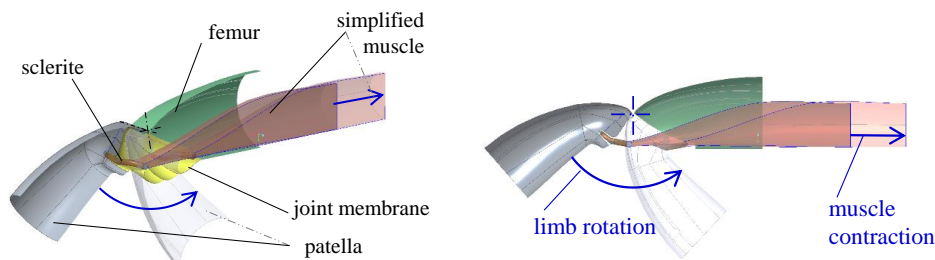 simplified
muscle
femur
sclerite
joint membrane
patella
limb rotation
muscle
contraction